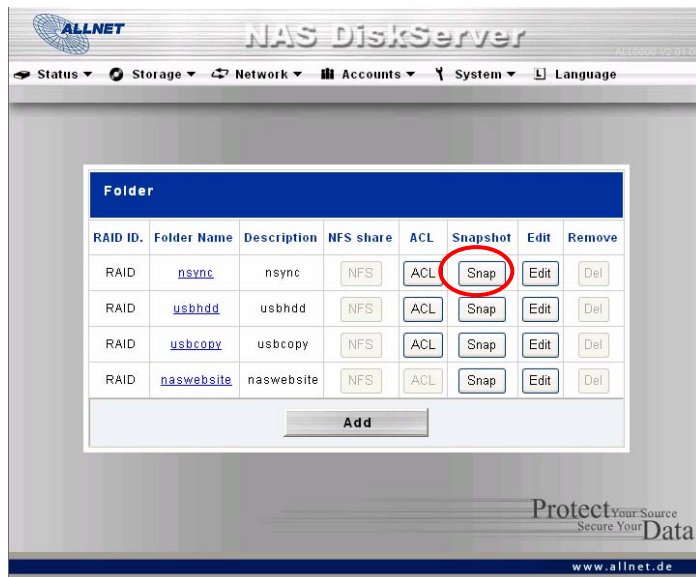 ALLNET
NAS DiskServer
Status Storage Network Accounts System L Language
Folder
RAID ID. Folder Name Description NFS share ACL Snapshot Edit Remove
RAID nsync nsync NFS ACL Snap Edit Del
RAID usbhdd usbhdd NFS ACL Snap Edit Del
RAID usbcopy usbcopy NFS ACL Snap Edit Del
RAID naswebsite naswebsite NFS ACL Snap Edit Del
Add
Protect Your Source
Secure Your Data
www.allnet.de